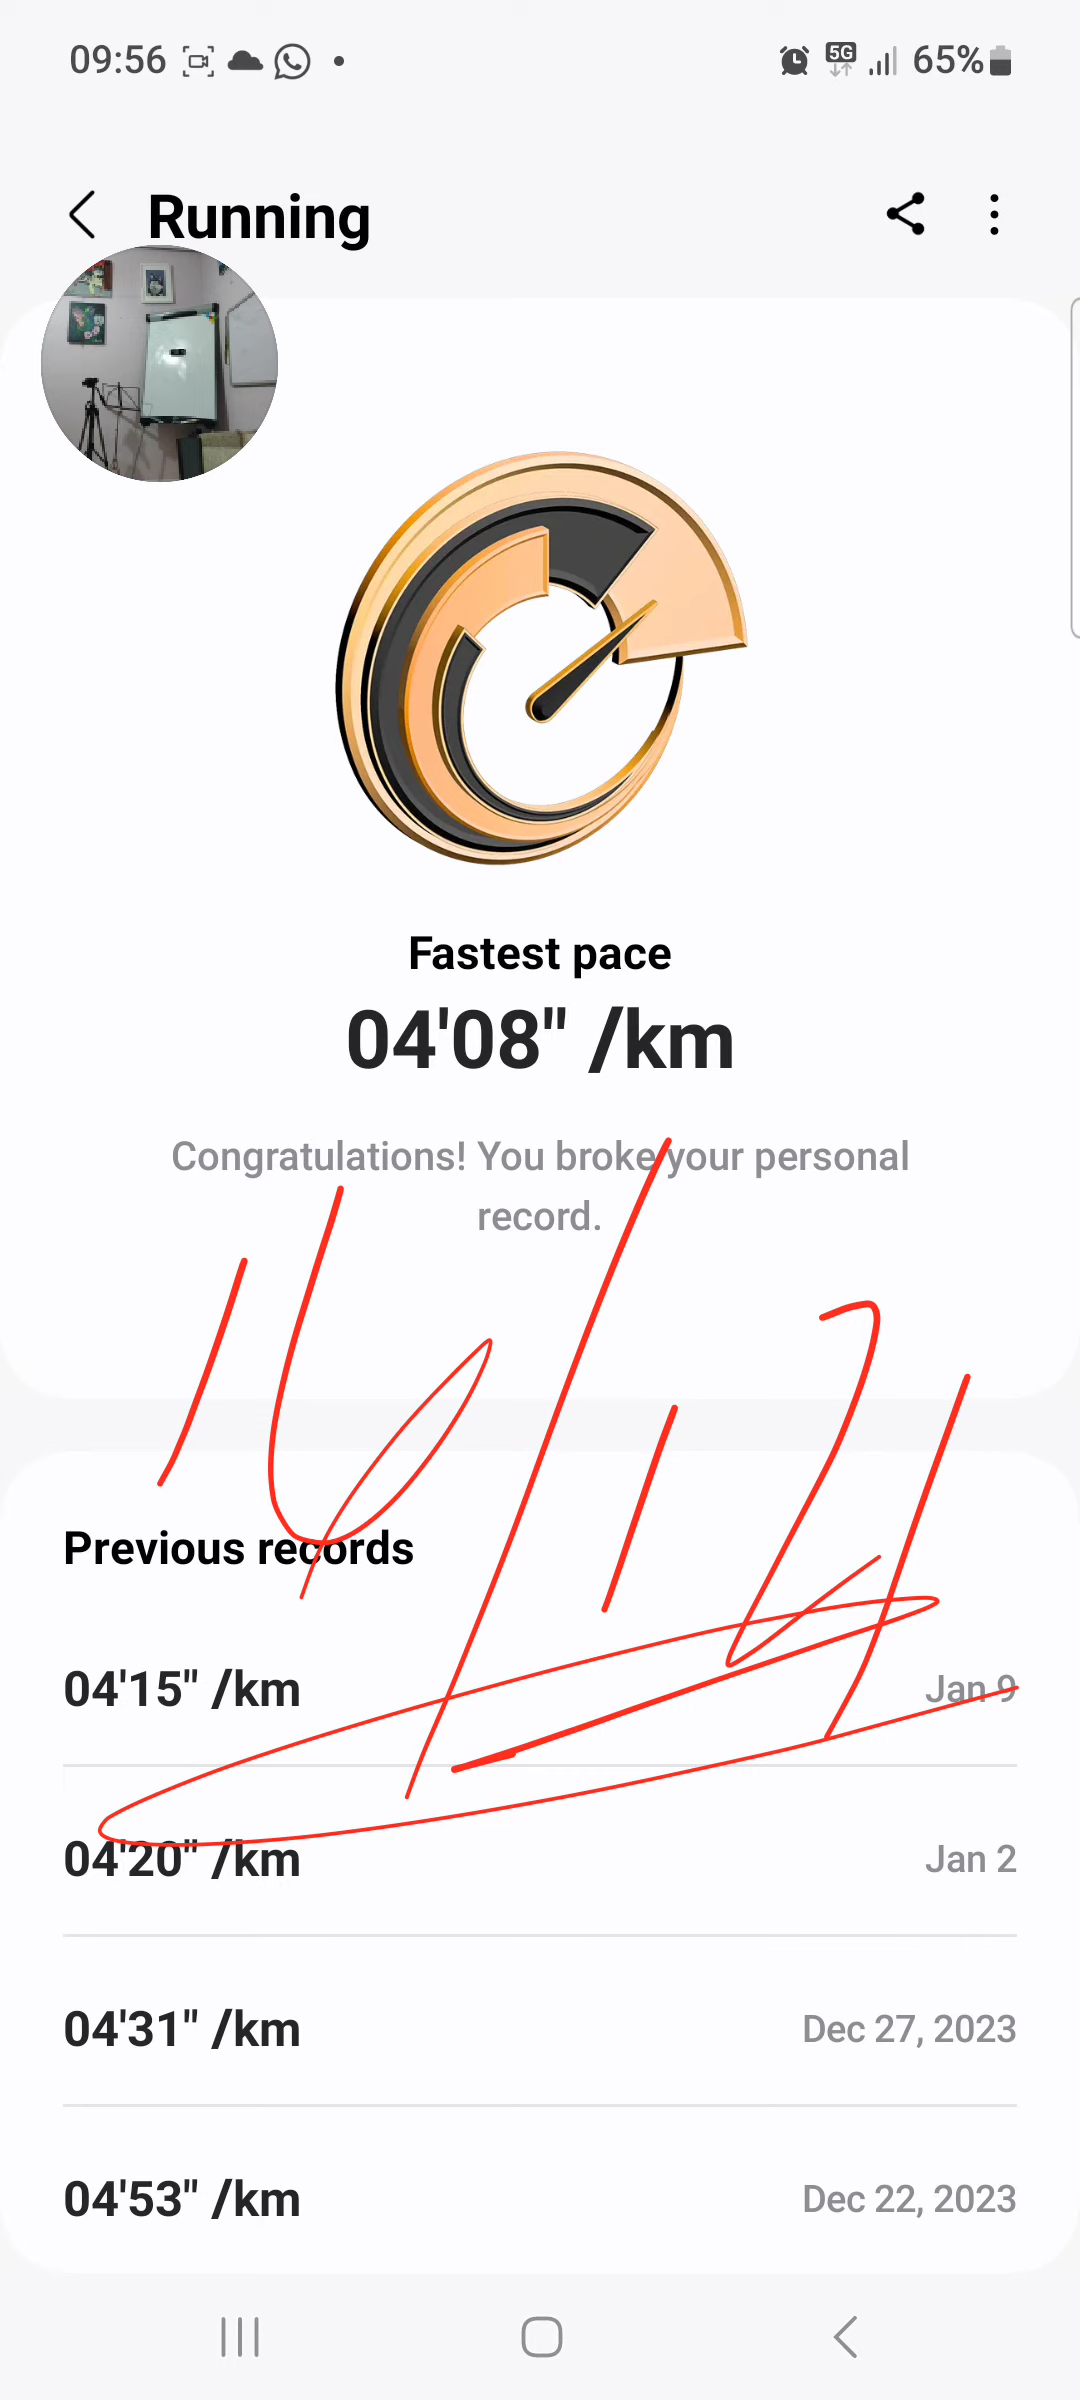 09:56 5G 65%
Running
Fastest pace
04'08" /km
Congratulations! You broke your personal
record.
Previous records
04'15" /km Jan 9
04'20" /km Jan 2
04'31" /km Dec 27, 2023
04'53" /km Dec 22, 2023